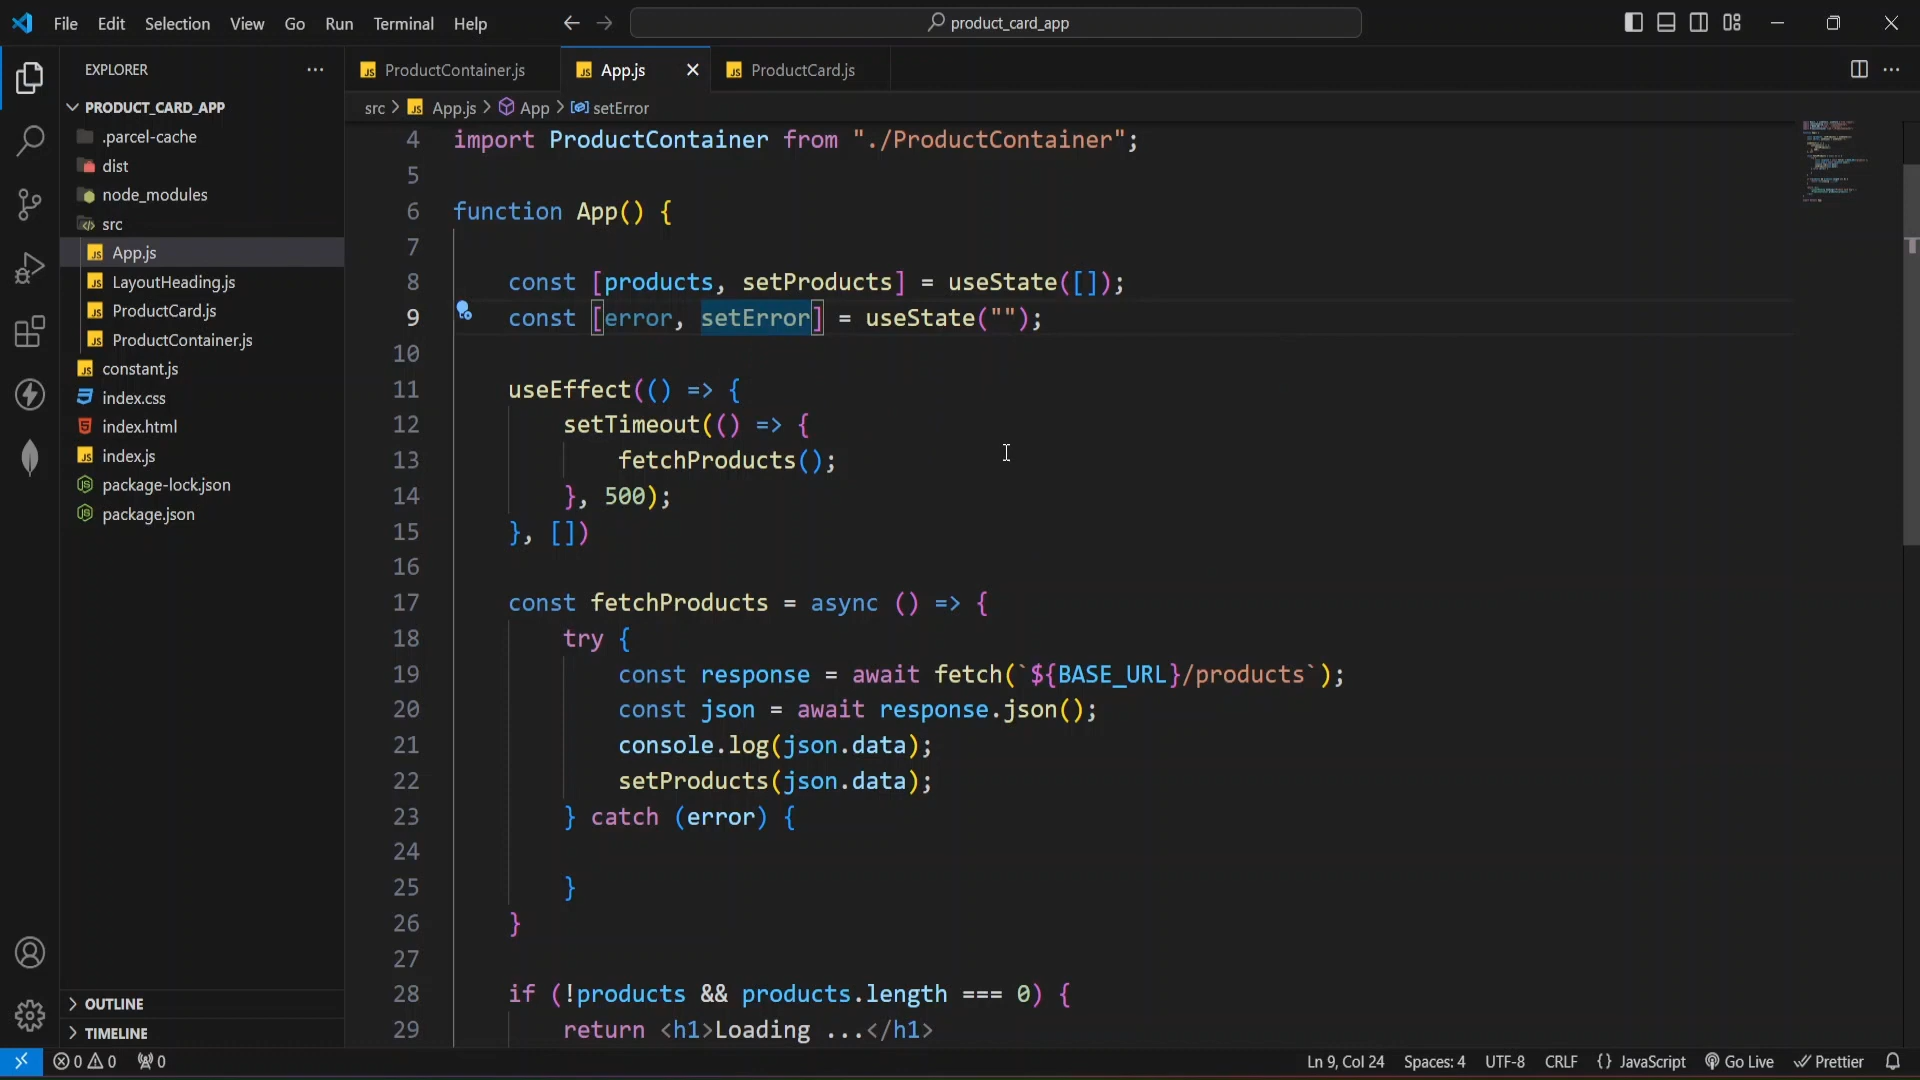 File Edit Selection View Go Run Terminal Help
product_card_app
EXPLORER
PRODUCT_CARD_APP
.parcel-cache
dist
node_modules
src
App.js
LayoutHeading.js
ProductCard.js
ProductContainer.js
constant.js
index.css
index.html
index.js
package-lock.json
package.json
OUTLINE
TIMELINE
ProductContainer.js App.js ProductCard.js
src > App.js > App > setError
4 import ProductContainer from "./ProductContainer";
5
6 function App() {
7
8 const [products, setProducts] = useState([]);
9 const [error, setError] = useState("");
10
11 useEffect(() => {
12 setTimeout(() => {
13 fetchProducts();
14 }, 500);
15 }, [])
16
17 const fetchProducts = async () => {
18 try {
19 const response = await fetch(`${BASE_URL}/products`);
20 const json = await response.json();
21 console.log(json.data);
22 setProducts(json.data);
23 } catch (error) {
24
25 }
26 }
27
28 if (!products && products.length === 0) {
29 return <h1>Loading ...</h1>
0 0 0 Ln 9, Col 24 Spaces: 4 UTF-8 CRLF {} JavaScript Go Live Prettier